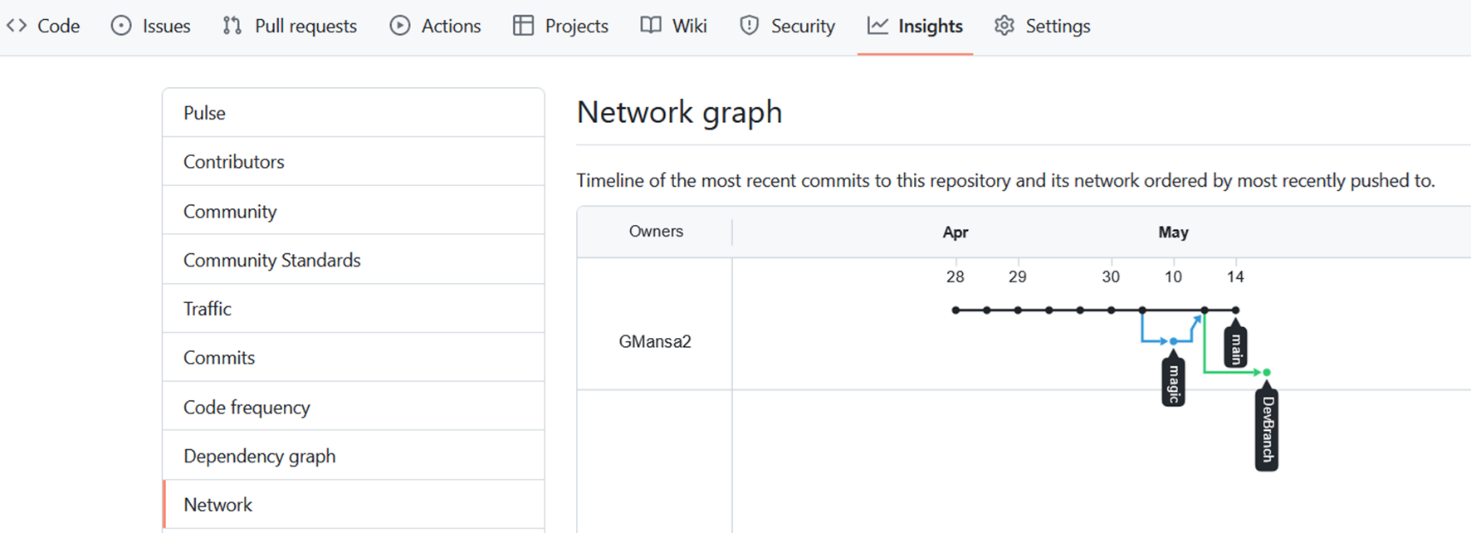 Code Issues Pull requests Actions Projects Wiki Security Insights Settings
Pulse
Contributors
Community
Community Standards
Traffic
Commits
Code frequency
Dependency graph
Network
Network graph
Timeline of the most recent commits to this repository and its network ordered by most recently pushed to.
Owners Apr May
28 29 30 10 14
GMansa2
main
magic
DevBranch